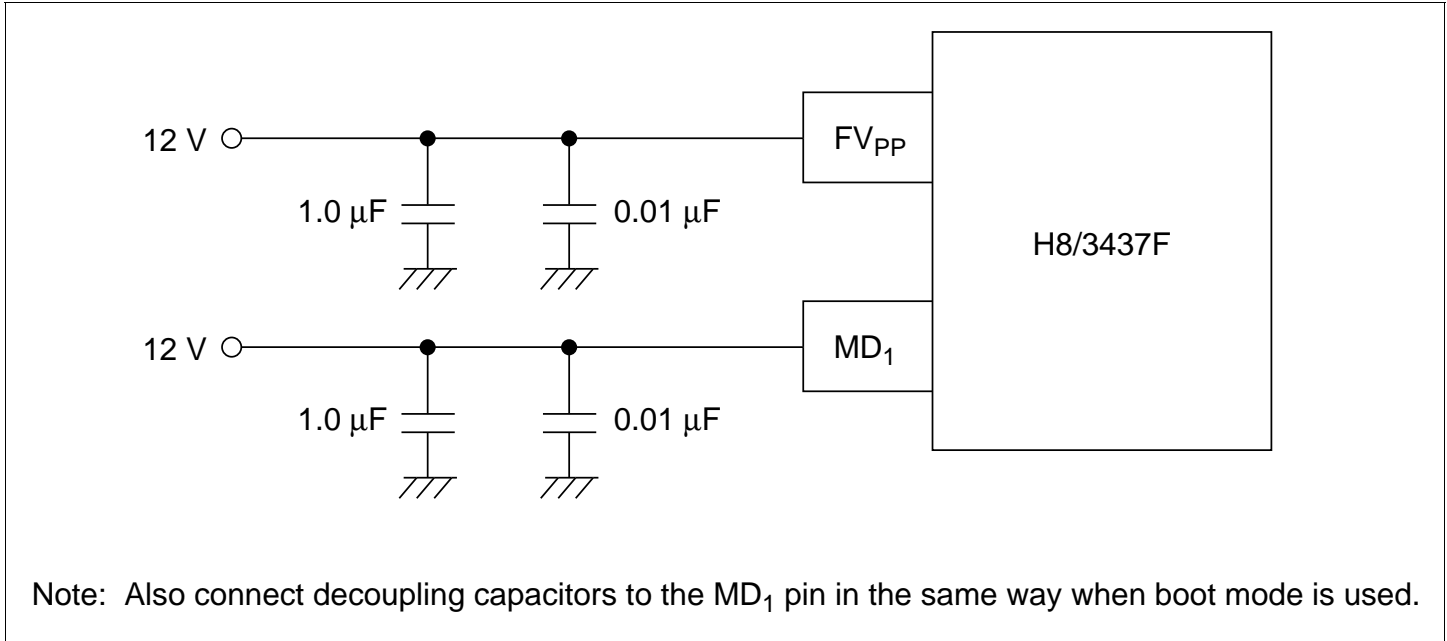 12 V
FVPP
1.0 μF
0.01 μF
H8/3437F
12 V
MD1
1.0 μF
0.01 μF
Note: Also connect decoupling capacitors to the MD1 pin in the same way when boot mode is used.